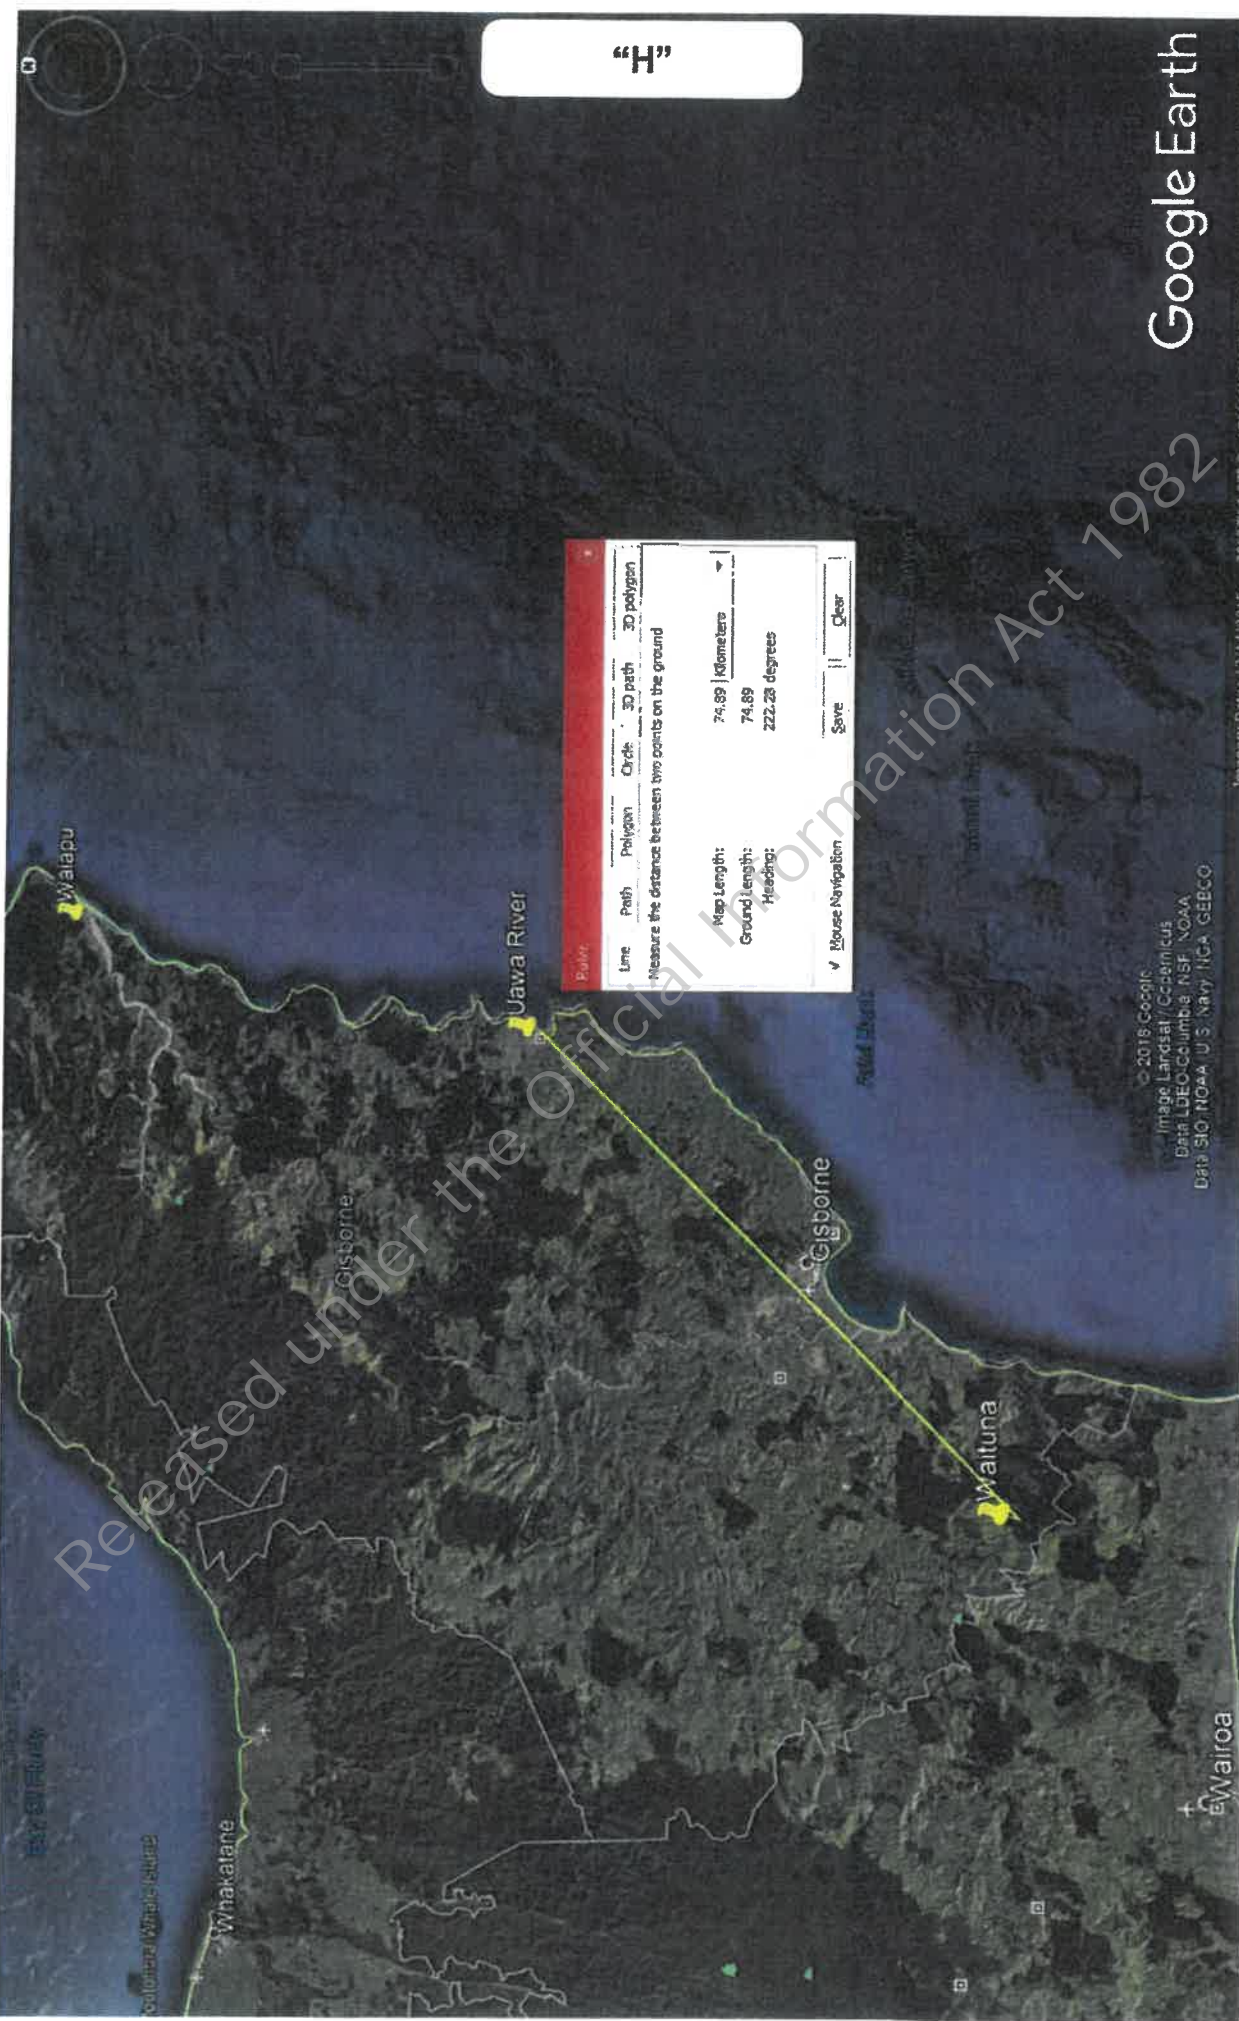 "H"
Google Earth
Waiapu
Uawa River
Gisborne
Gisborne
Waituna
Whakatane
Wairoa
Ruler
Line Path Polygon Circle 3D path 3D polygon
Measure the distance between two points on the ground
Map Length: 74.89 Kilometers
Ground Length: 74.89
Heading: 222.28 degrees
Mouse Navigation Save Clear
© 2018 Google
Image Landsat / Copernicus
Data LDEO-Columbia, NSF, NOAA
Data SIO, NOAA, U.S. Navy, NGA, GEBCO
Released under the Official Information Act 1982